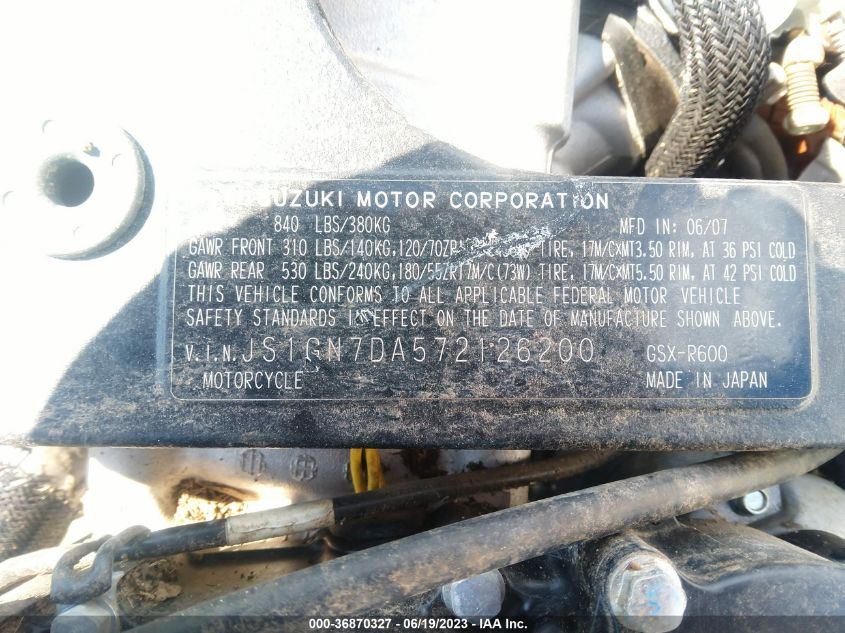 SUZUKI MOTOR CORPORATION
840 LBS/380KG MFD IN: 06/07
GAWR FRONT 310 LBS/140KG, 120/70ZR TIRE, 17M/CXMT3.50 RIM, AT 36 PSI COLD
GAWR REAR 530 LBS/240KG, 180/55ZR17M/C(73W) TIRE, 17M/CXMT5.50 RIM, AT 42 PSI COLD
THIS VEHICLE CONFORMS TO ALL APPLICABLE FEDERAL MOTOR VEHICLE
SAFETY STANDARDS IN EFFECT ON THE DATE OF MANUFACTURE SHOWN ABOVE.
V.I.N. JS1GN7DA572126200 GSX-R600
MOTORCYCLE MADE IN JAPAN
000-36870327 - 06/19/2023 - IAA Inc.